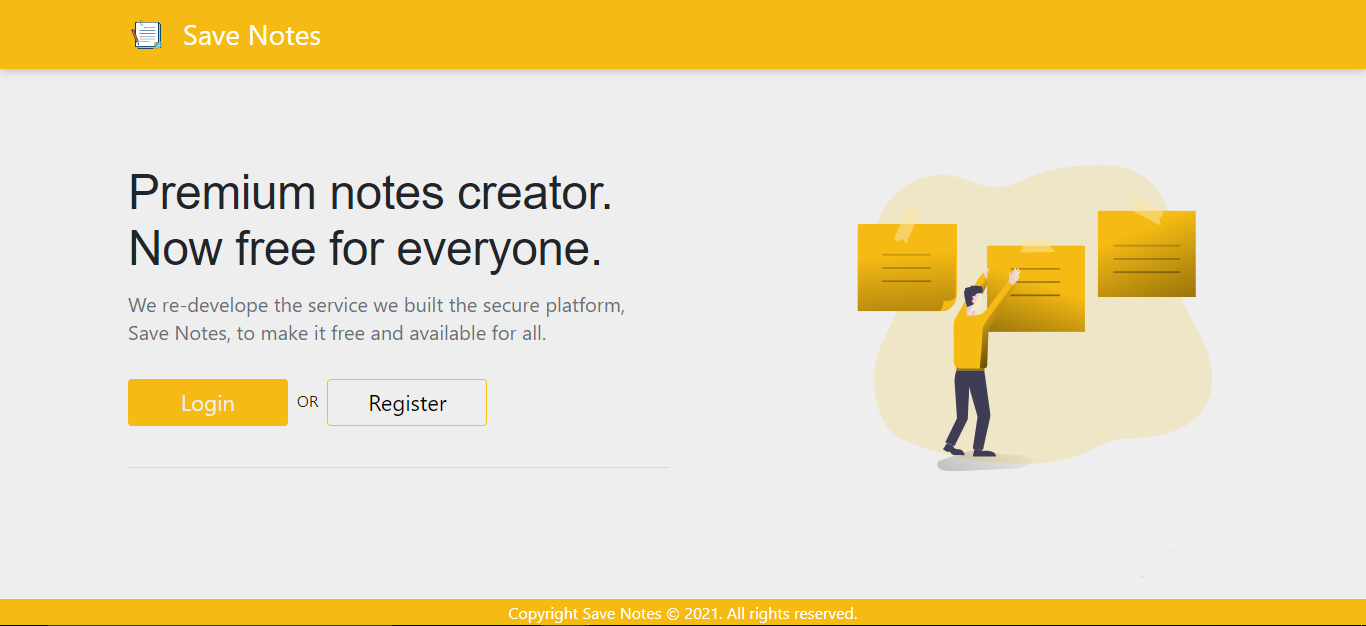 Save Notes
Premium notes creator.
Now free for everyone.
We re-develope the service we built the secure platform,
Save Notes, to make it free and available for all.
Login OR Register
Copyright Save Notes © 2021. All rights reserved.